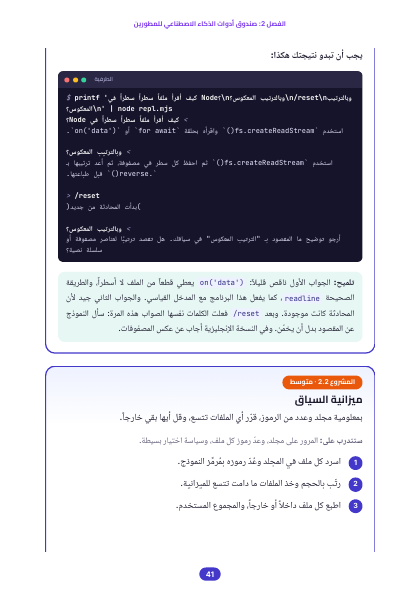 الفصل 2: صندوق أدوات الذكاء الاصطناعي للمطورين
يجب أن تبدو نتيجتك هكذا:
الطرفية
$ printf 'كيف أقرأ ملفاً سطراً سطراً في Node؟\nوبالترتيب المعكوس؟\n/reset\nوبالترتيب
المعكوس؟\n' | node repl.mjs
> كيف أقرأ ملفاً سطراً سطراً في Node؟
استخدم `fs.createReadStream()` واقرأه بحلقة `for await` أو `on('data')`.
> وبالترتيب المعكوس؟
استخدم `fs.createReadStream()` ثم احفظ كل سطر في مصفوفة، ثم أعد ترتيبها بـ
`reverse()` قبل طباعتها.
> /reset
(بدأت المحادثة من جديد)
> وبالترتيب المعكوس؟
أرجو توضيح ما المقصود بـ "الترتيب المعكوس" في سياقك. هل تقصد ترتيبًا لعناصر مصفوفة أو
سلسلة نصية؟
تلميح: الجواب الأول ناقص قليلاً: on('data') يعطي قطعاً من الملف لا أسطراً، والطريقة
الصحيحة readline، كما يفعل هذا البرنامج مع المدخل القياسي. والجواب الثاني جيد لأن
المحادثة كانت موجودة. وبعد /reset فعلت الكلمات نفسها الصواب هذه المرة: سأل النموذج
عن المقصود بدل أن يخمّن. وفي النسخة الإنجليزية أجاب عن عكس المصفوفات.
المشروع 2.2 · متوسط
ميزانية السياق
بمعلومية مجلد وعدد من الرموز، قرّر أي الملفات تتسع، وقل أيها بقي خارجاً.
ستتدرب على: المرور على مجلد، وعدّ رموز كل ملف، وسياسة اختيار بسيطة.
1 اسرد كل ملف في المجلد وعُدّ رموزه بمُرمِّز النموذج.
2 رتّب بالحجم وخذ الملفات ما دامت تتسع للميزانية.
3 اطبع كل ملف داخلاً أو خارجاً، والمجموع المستخدم.
41